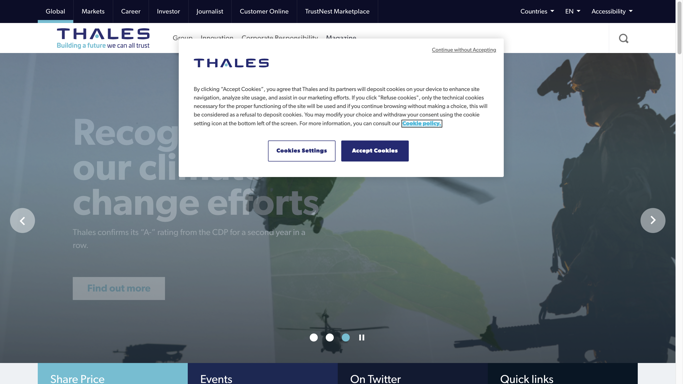 Global Markets Career Investor Journalist Customer Online TrustNest Marketplace Countries EN Accessibility
THALES
Building a future we can all trust
Group Innovation Corporate Responsibility Magazine
Continue without Accepting
THALES
By clicking "Accept Cookies", you agree that Thales and its partners will deposit cookies on your device to enhance site
navigation, analyze site usage, and assist in our marketing efforts. If you click "Refuse cookies", only the technical cookies
necessary for the proper functioning of the site will be used and if you continue browsing without making a choice, this will
be considered as a refusal to deposit cookies. You may modify your choice and withdraw your consent using the cookie
setting icon at the bottom left of the screen. For more information, you can consult our Cookie policy.
Cookies Settings Accept Cookies
our
change efforts
Thales confirms its "A-" rating from the CDP for a second year in a
row.
Find out more
Share Price Events On Twitter Quick links